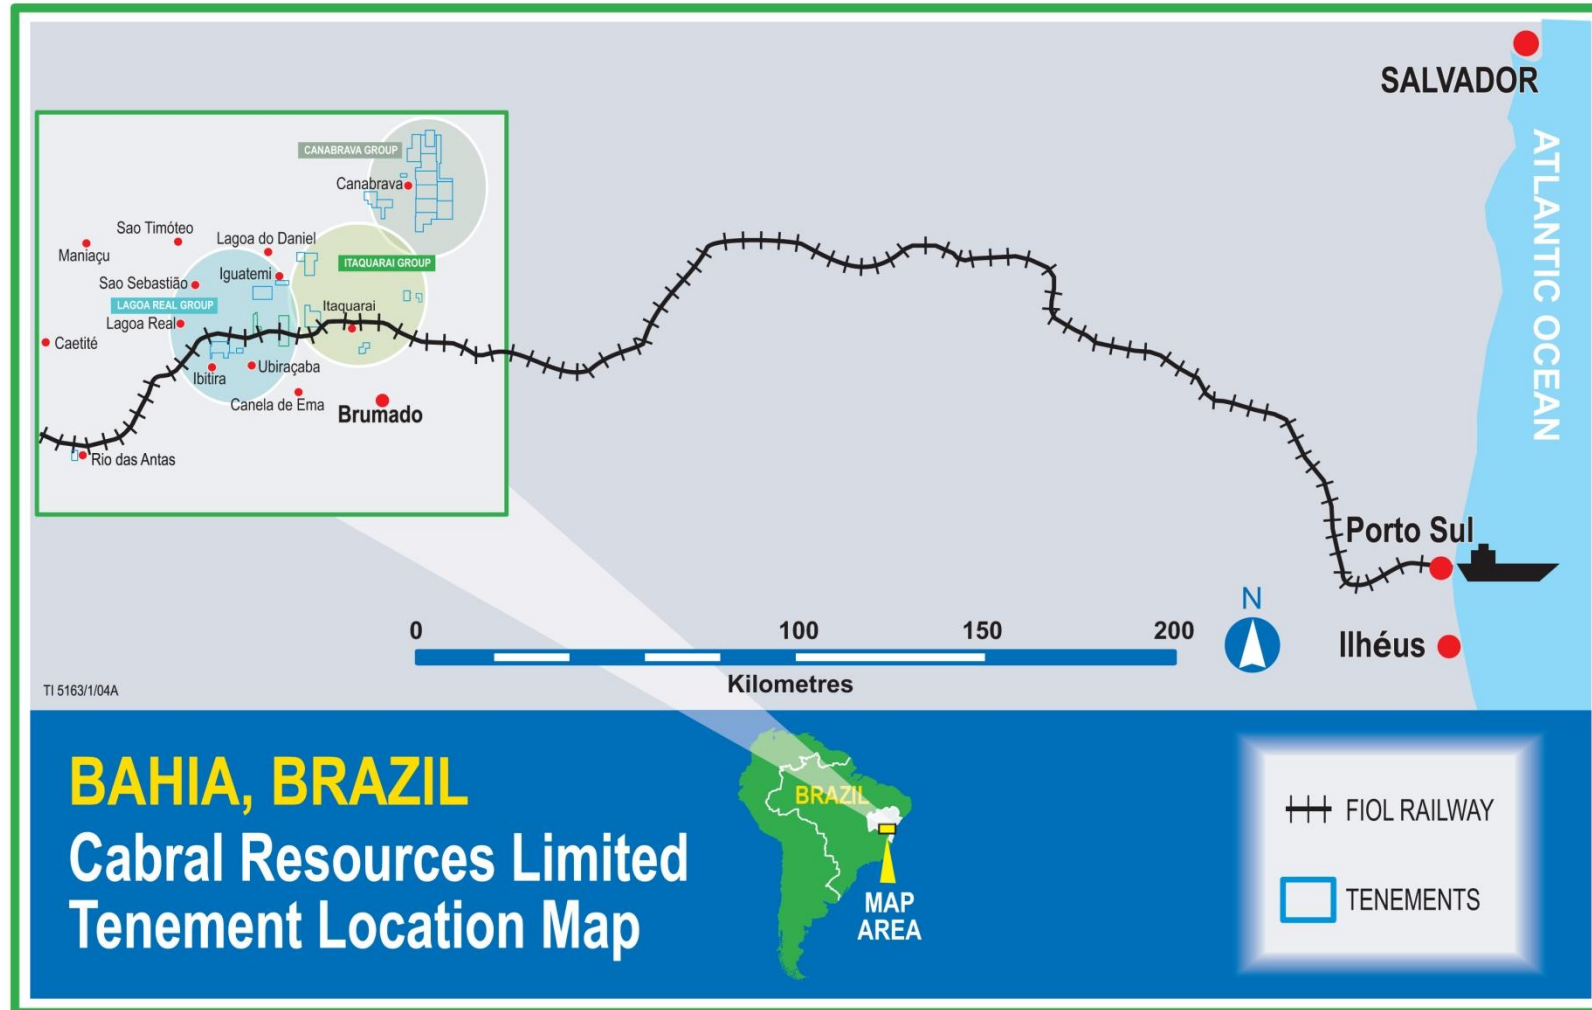 SALVADOR
ATLANTIC OCEAN
CANABRAVA GROUP
Canabrava
Sao Timóteo
Maniaçu
Lagoa do Daniel
ITAQUARAI GROUP
Iguatemi
Sao Sebastião
LAGOA REAL GROUP
Itaquarai
Lagoa Real
Caetité
Ibitira
Ubiraçaba
Canela de Ema
Brumado
Rio das Antas
Porto Sul
Ilhéus
N
0 100 150 200
Kilometres
TI 5163/1/04A
BAHIA, BRAZIL
Cabral Resources Limited
Tenement Location Map
BRAZIL
MAP
AREA
FIOL RAILWAY
TENEMENTS